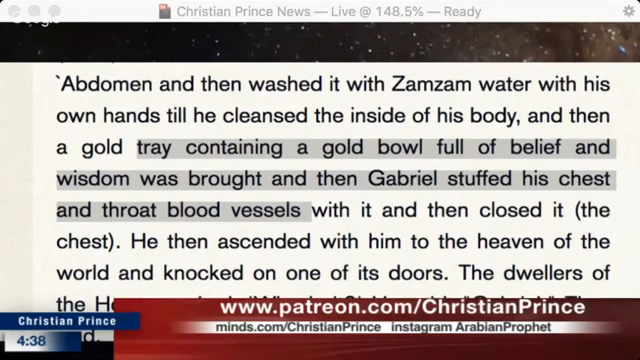 Christian Prince News — Live @ 148.5% — Ready
`Abdomen and then washed it with Zamzam water with his
own hands till he cleansed the inside of his body, and then
a gold tray containing a gold bowl full of belief and
wisdom was brought and then Gabriel stuffed his chest
and throat blood vessels with it and then closed it (the
chest). He then ascended with him to the heaven of the
world and knocked on one of its doors. The dwellers of
the
www.patreon.com/ChristianPrince
minds.com/ChristianPrince instagram ArabianProphet
Christian Prince
4:38